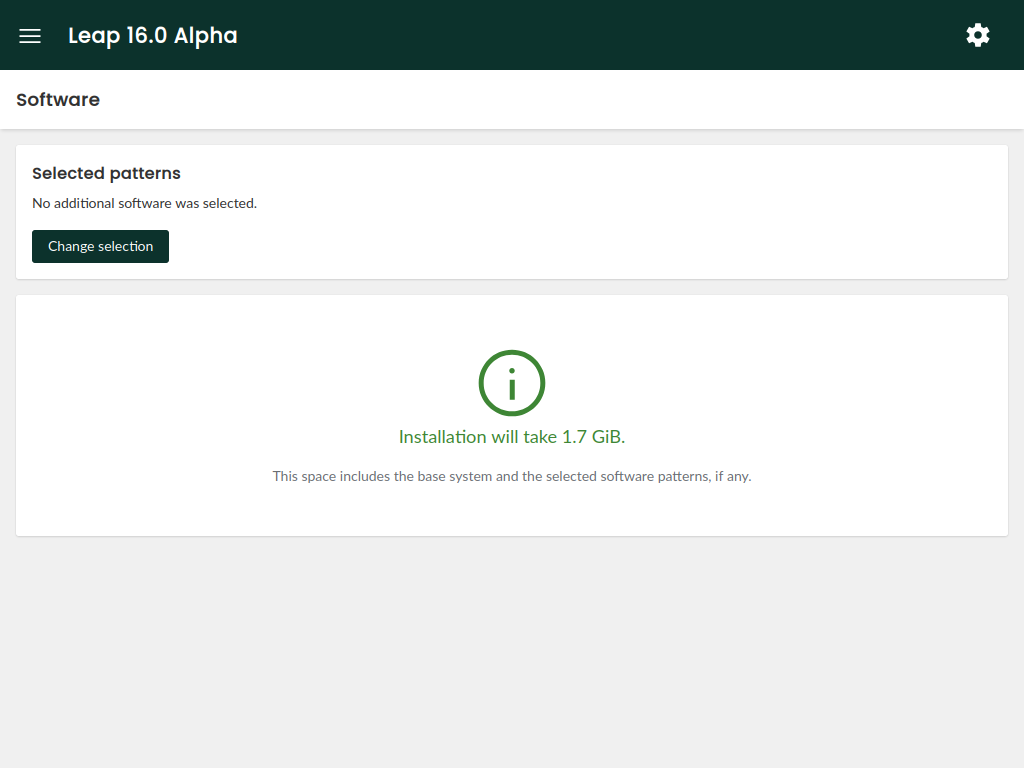 Leap 16.0 Alpha
Software
Selected patterns
No additional software was selected.
Change selection
Installation will take 1.7 GiB.
This space includes the base system and the selected software patterns, if any.